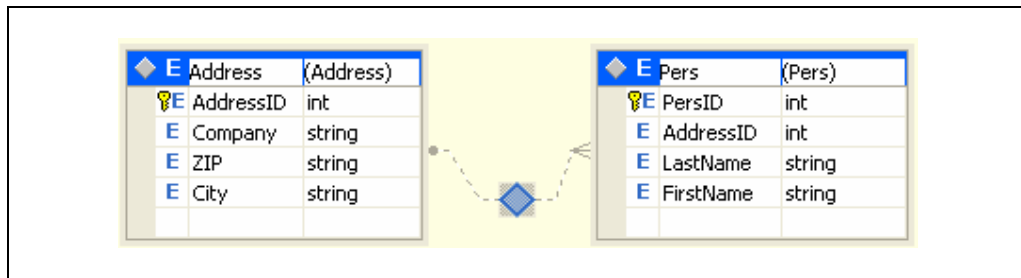 E Address (Address)
E AddressID int
E Company string
E ZIP string
E City string
E Pers (Pers)
E PersID int
E AddressID int
E LastName string
E FirstName string